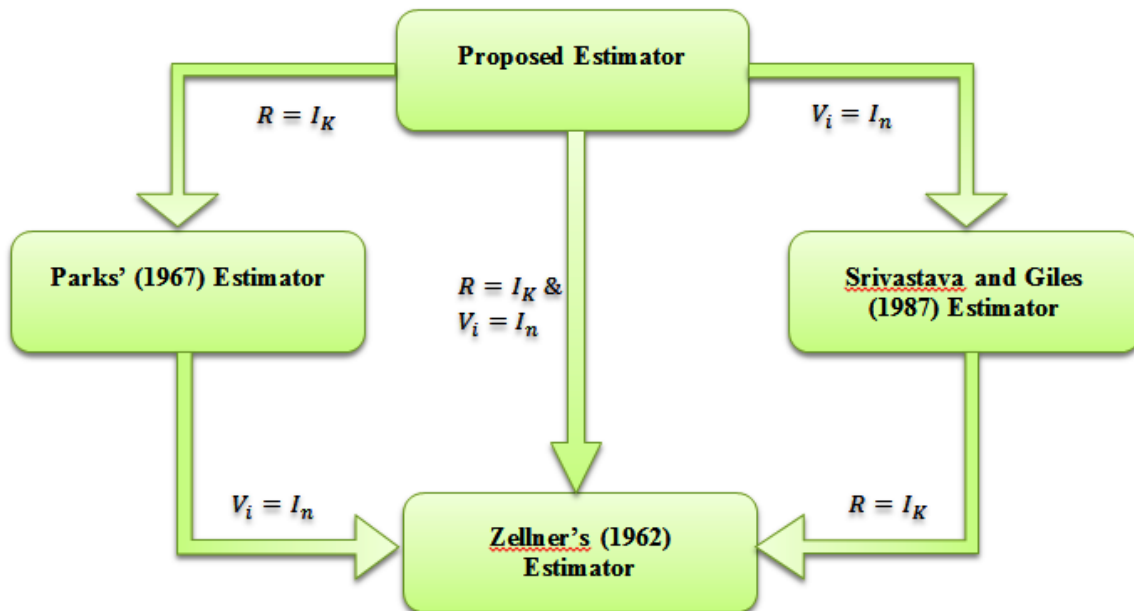 Proposed Estimator
R = I_K
V_i = I_n
Parks’ (1967) Estimator
R = I_K &
V_i = I_n
Srivastava and Giles
(1987) Estimator
V_i = I_n
R = I_K
Zellner’s (1962)
Estimator